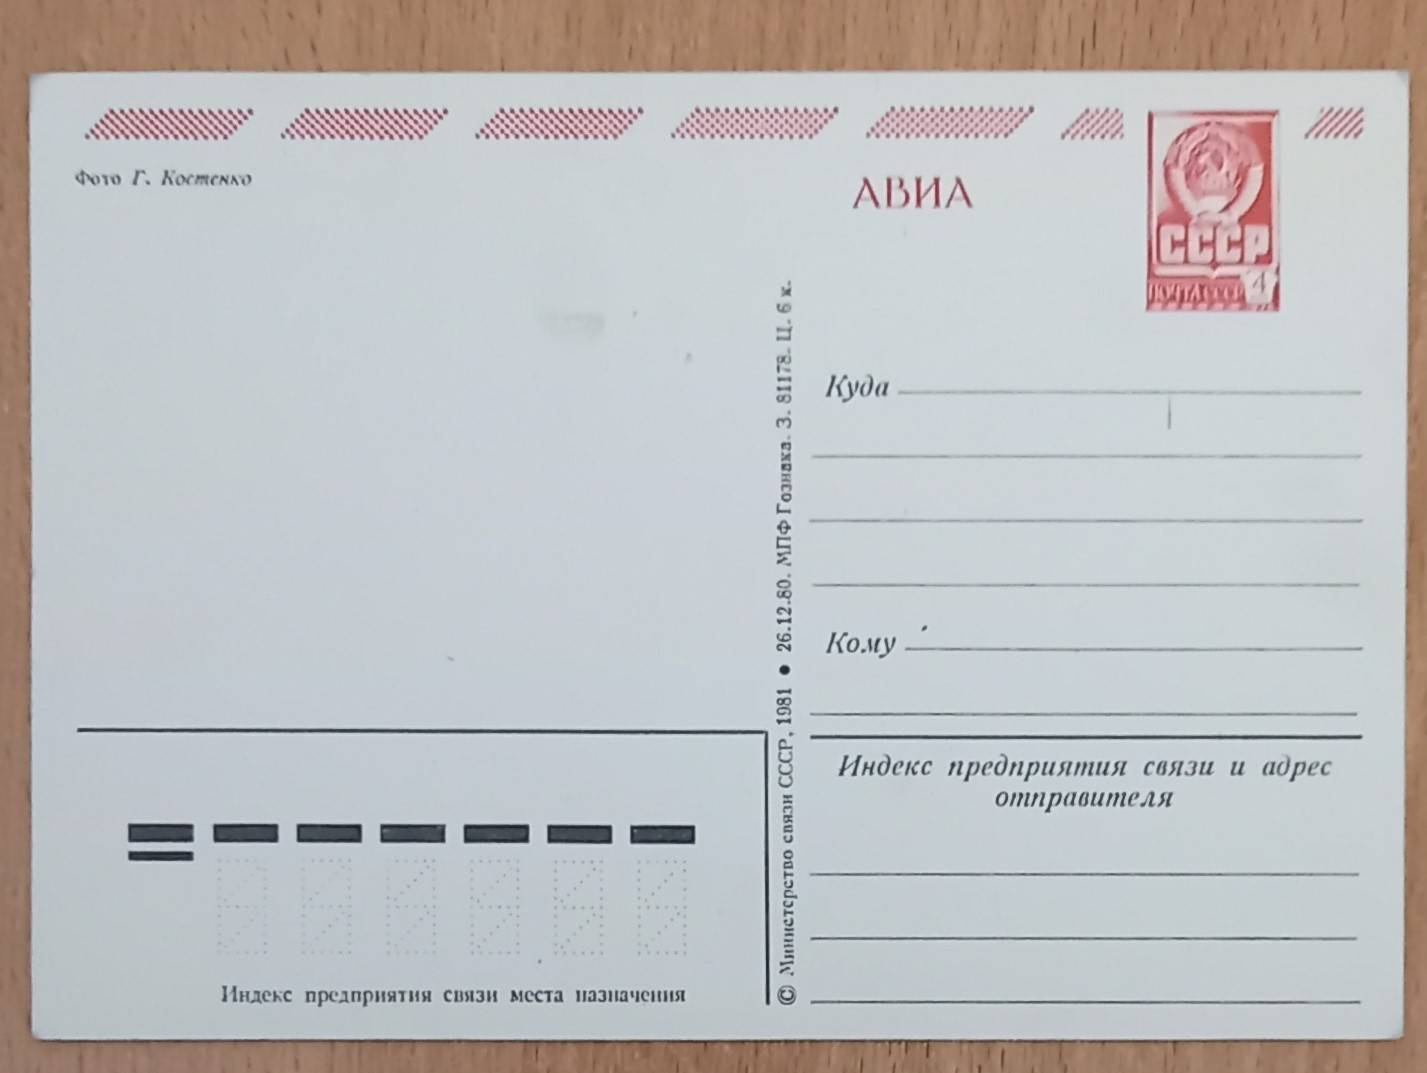 Фото Г. Костенко
АВИА
СССР
ПОЧТА СССР 4
Куда
Кому
Индекс предприятия связи и адрес
отправителя
Индекс предприятия связи места назначения
© Министерство связи СССР, 1981 ● 26.12.80. МПФ Гознака. З. 81178. Ц. 6 к.